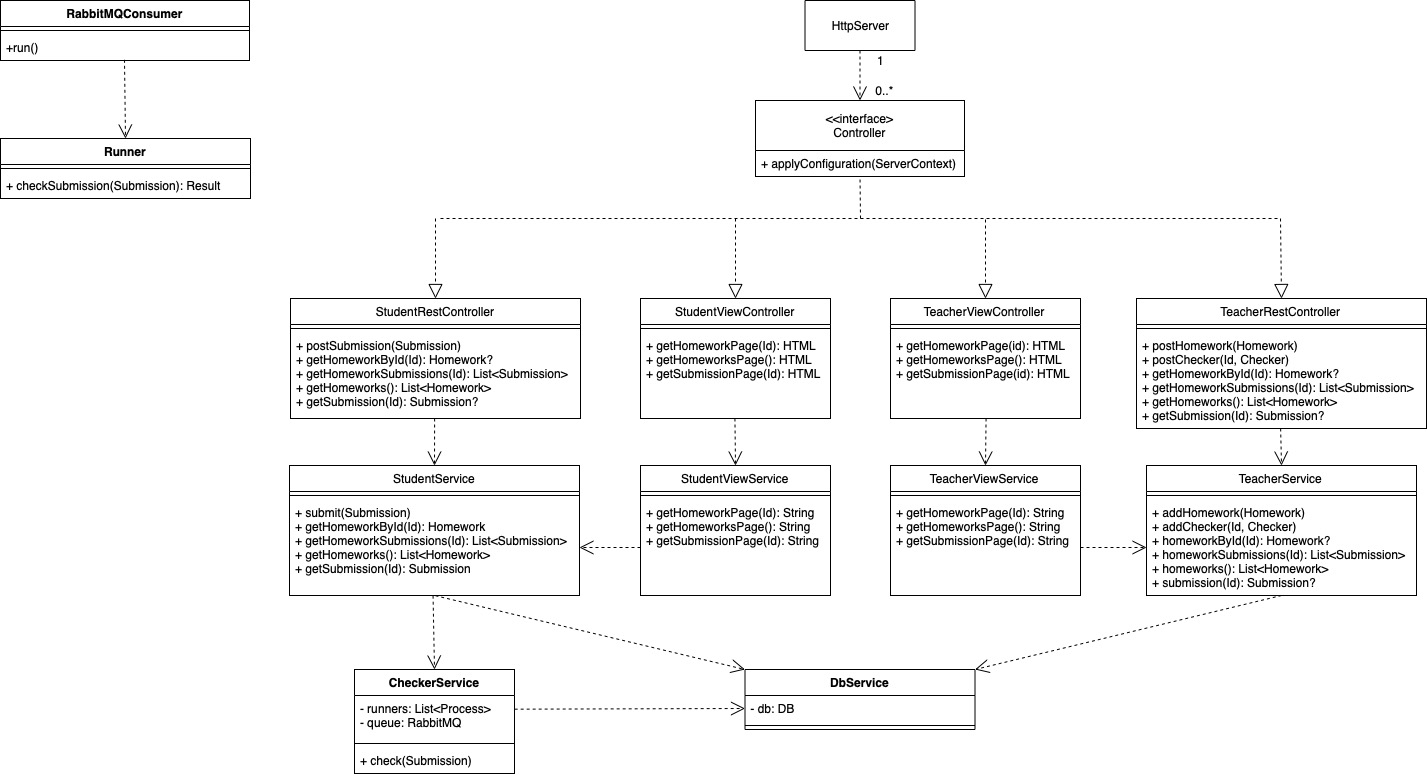 RabbitMQConsumer
+run()
Runner
+ checkSubmission(Submission): Result
HttpServer
1
0..*
<<interface>
Controller
+ applyConfiguration(ServerContext)
StudentRestController
+ postSubmission(Submission)
+ getHomeworkById(Id): Homework?
+ getHomeworkSubmissions(Id): List<Submission>
+ getHomeworks(): List<Homework>
+ getSubmission(Id): Submission?
StudentViewController
+ getHomeworkPage(Id): HTML
+ getHomeworksPage(): HTML
+ getSubmissionPage(Id): HTML
TeacherViewController
+ getHomeworkPage(id): HTML
+ getHomeworksPage(): HTML
+ getSubmissionPage(id): HTML
TeacherRestController
+ postHomework(Homework)
+ postChecker(Id, Checker)
+ getHomeworkById(Id): Homework?
+ getHomeworkSubmissions(Id): List<Submission>
+ getHomeworks(): List<Homework>
+ getSubmission(Id): Submission?
StudentService
+ submit(Submission)
+ getHomeworkById(Id): Homework
+ getHomeworkSubmissions(Id): List<Submission>
+ getHomeworks(): List<Homework>
+ getSubmission(Id): Submission
StudentViewService
+ getHomeworkPage(Id): String
+ getHomeworksPage(): String
+ getSubmissionPage(Id): String
TeacherViewService
+ getHomeworkPage(Id): String
+ getHomeworksPage(): String
+ getSubmissionPage(Id): String
TeacherService
+ addHomework(Homework)
+ addChecker(Id, Checker)
+ homeworkById(Id): Homework?
+ homeworkSubmissions(Id): List<Submission>
+ homeworks(): List<Homework>
+ submission(Id): Submission?
CheckerService
- runners: List<Process>
- queue: RabbitMQ
+ check(Submission)
DbService
- db: DB